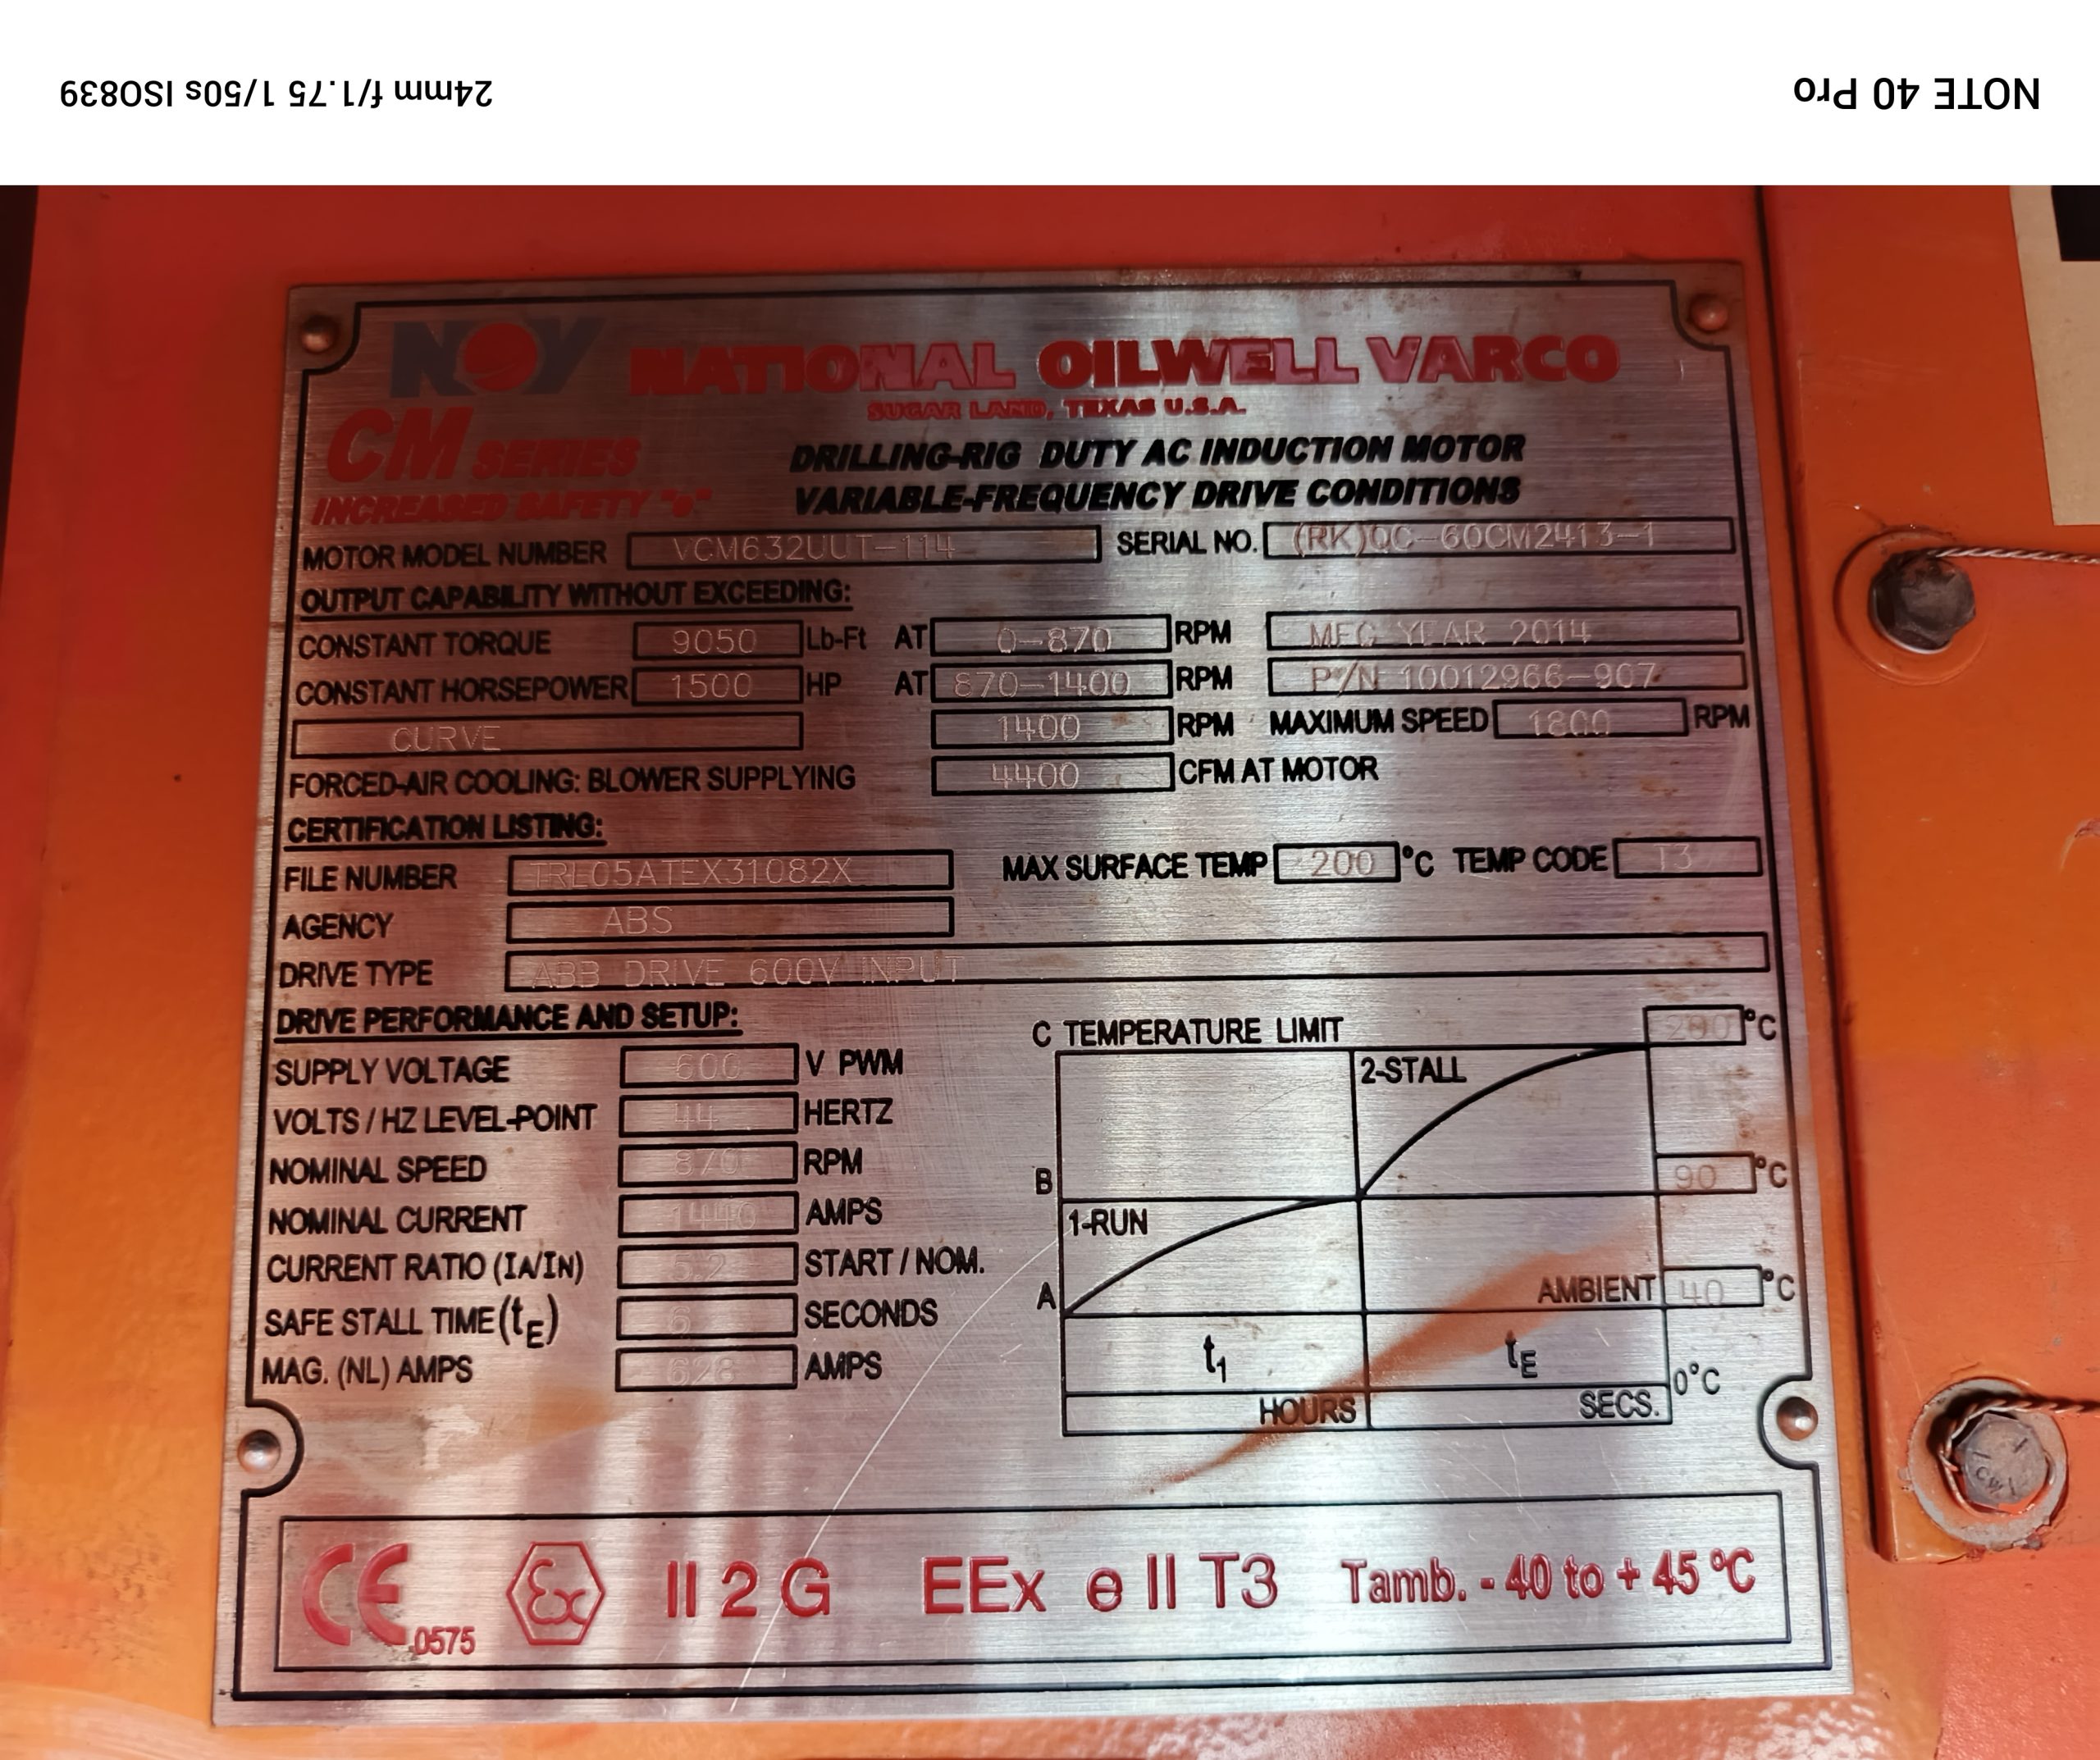 24mm f/1.75 1/50s ISO839
NOTE 40 Pro
NOV NATIONAL OILWELL VARCO
SUGAR LAND, TEXAS U.S.A.
CM SERIES
INCREASED SAFETY "e"
DRILLING-RIG DUTY AC INDUCTION MOTOR
VARIABLE-FREQUENCY DRIVE CONDITIONS
MOTOR MODEL NUMBER VCM632UUT-114 SERIAL NO. (RK)QC-60CM2413-1
OUTPUT CAPABILITY WITHOUT EXCEEDING:
CONSTANT TORQUE 9050 Lb-Ft AT 0-870 RPM MFG YEAR 2014
CONSTANT HORSEPOWER 1500 HP AT 870-1400 RPM P/N 10012966-907
CURVE 1400 RPM MAXIMUM SPEED 1800 RPM
FORCED-AIR COOLING: BLOWER SUPPLYING 4400 CFM AT MOTOR
CERTIFICATION LISTING:
FILE NUMBER TRL05ATEX31082X MAX SURFACE TEMP 200 °C TEMP CODE T3
AGENCY ABS
DRIVE TYPE ABB DRIVE 600V INPUT
DRIVE PERFORMANCE AND SETUP:
SUPPLY VOLTAGE 600 V PWM
VOLTS / HZ LEVEL-POINT 44 HERTZ
NOMINAL SPEED 870 RPM
NOMINAL CURRENT 1440 AMPS
CURRENT RATIO (IA/IN) 5.2 START / NOM.
SAFE STALL TIME (tE) 6 SECONDS
MAG. (NL) AMPS 628 AMPS
C TEMPERATURE LIMIT 200 °C
2-STALL
B 90 °C
1-RUN
A AMBIENT 40 °C
t1 tE
0°C
HOURS SECS.
CE 0575 Ex II 2 G EEx e II T3 Tamb. - 40 to + 45 ºC